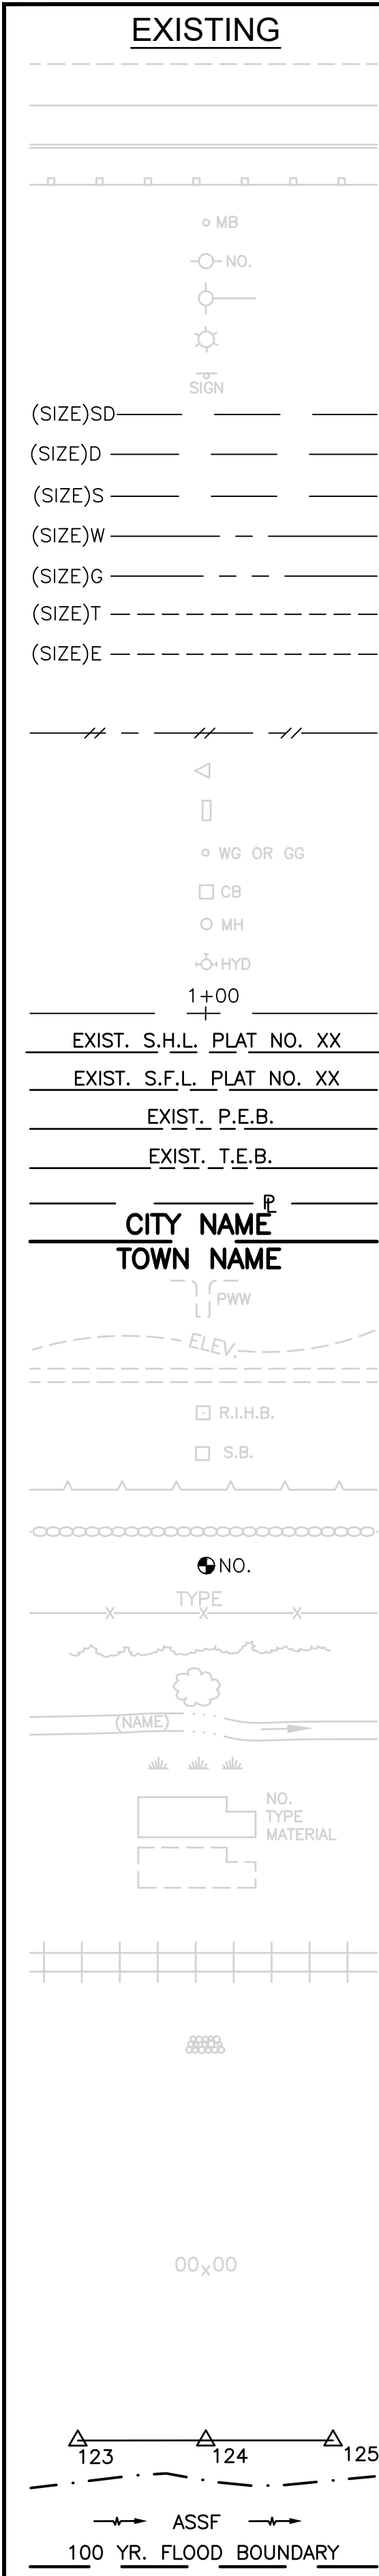 EXISTING
MB
NO.
SIGN
(SIZE)SD
(SIZE)D
(SIZE)S
(SIZE)W
(SIZE)G
(SIZE)T
(SIZE)E
WG OR GG
CB
MH
HYD
1+00
EXIST. S.H.L. PLAT NO. XX
EXIST. S.F.L. PLAT NO. XX
EXIST. P.E.B.
EXIST. T.E.B.
PL
CITY NAME
TOWN NAME
PWW
ELEV.
R.I.H.B.
S.B.
NO.
TYPE
X X X
(NAME)
NO.
TYPE
MATERIAL
00x00
123 124 125
ASSF
100 YR. FLOOD BOUNDARY